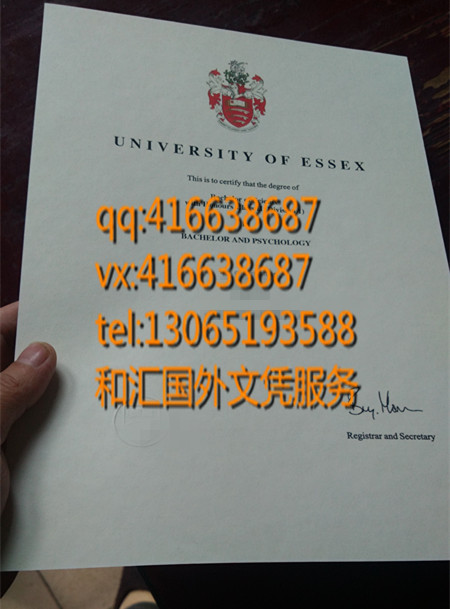 UNIVERSITY OF ESSEX
This is to certify that the degree of
qq:416638687
BACHELOR AND PSYCHOLOGY
vx:416638687
tel:13065193588
和汇国外文凭服务
Registrar and Secretary